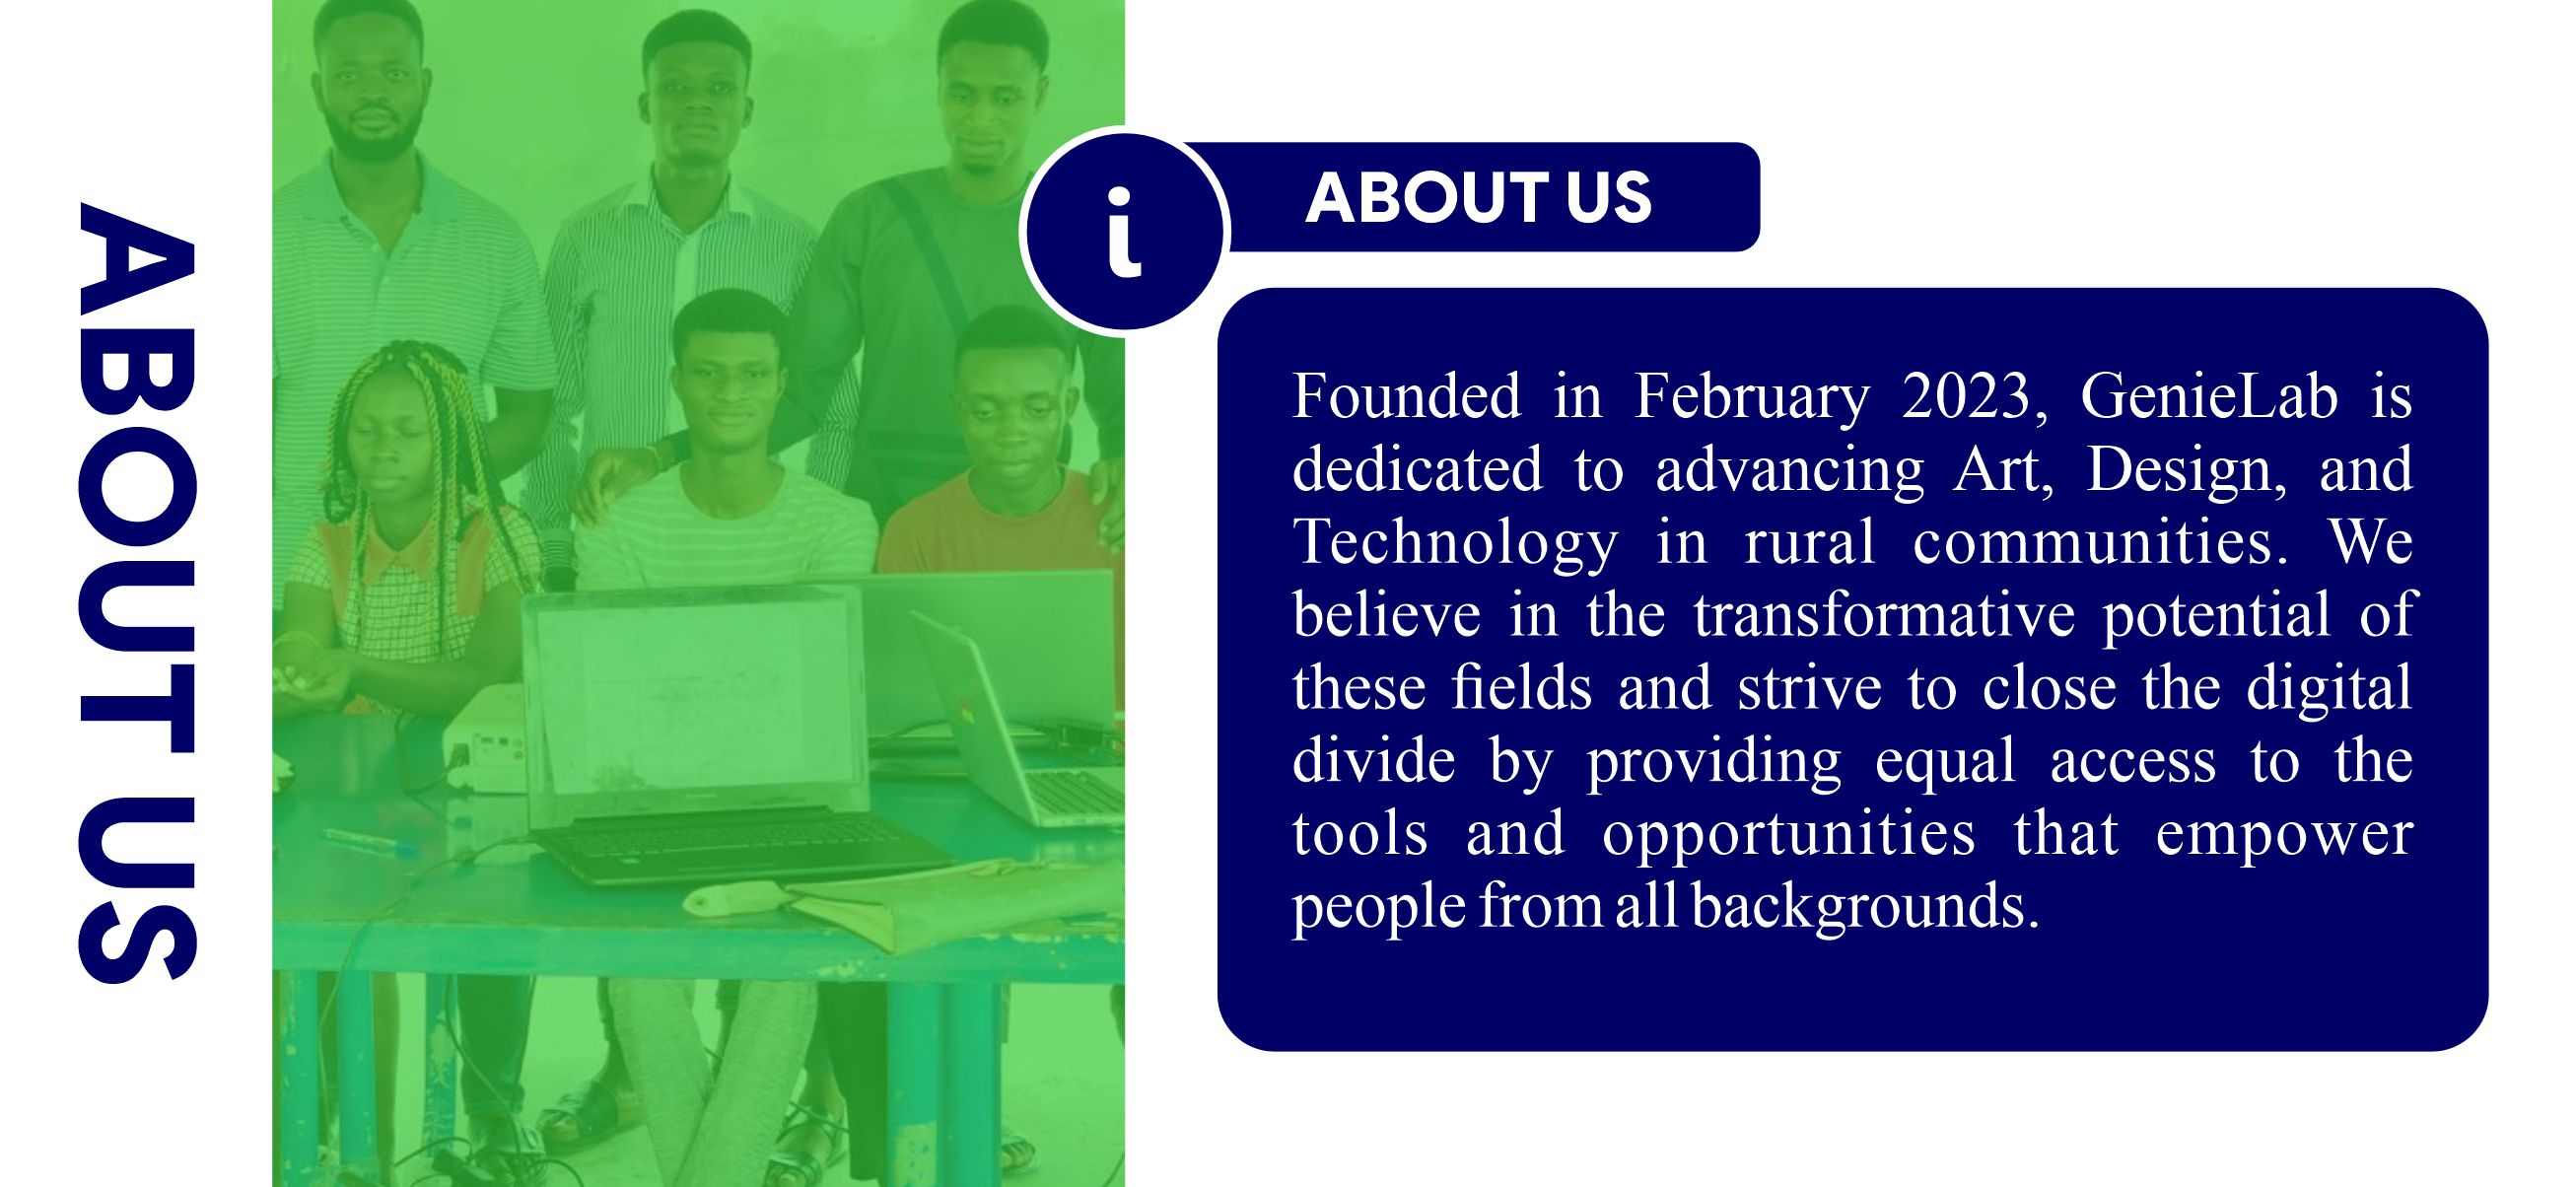 ABOUT US
i
ABOUT US
Founded in February 2023, GenieLab is
dedicated to advancing Art, Design, and
Technology in rural communities. We
believe in the transformative potential of
these fields and strive to close the digital
divide by providing equal access to the
tools and opportunities that empower
people from all backgrounds.